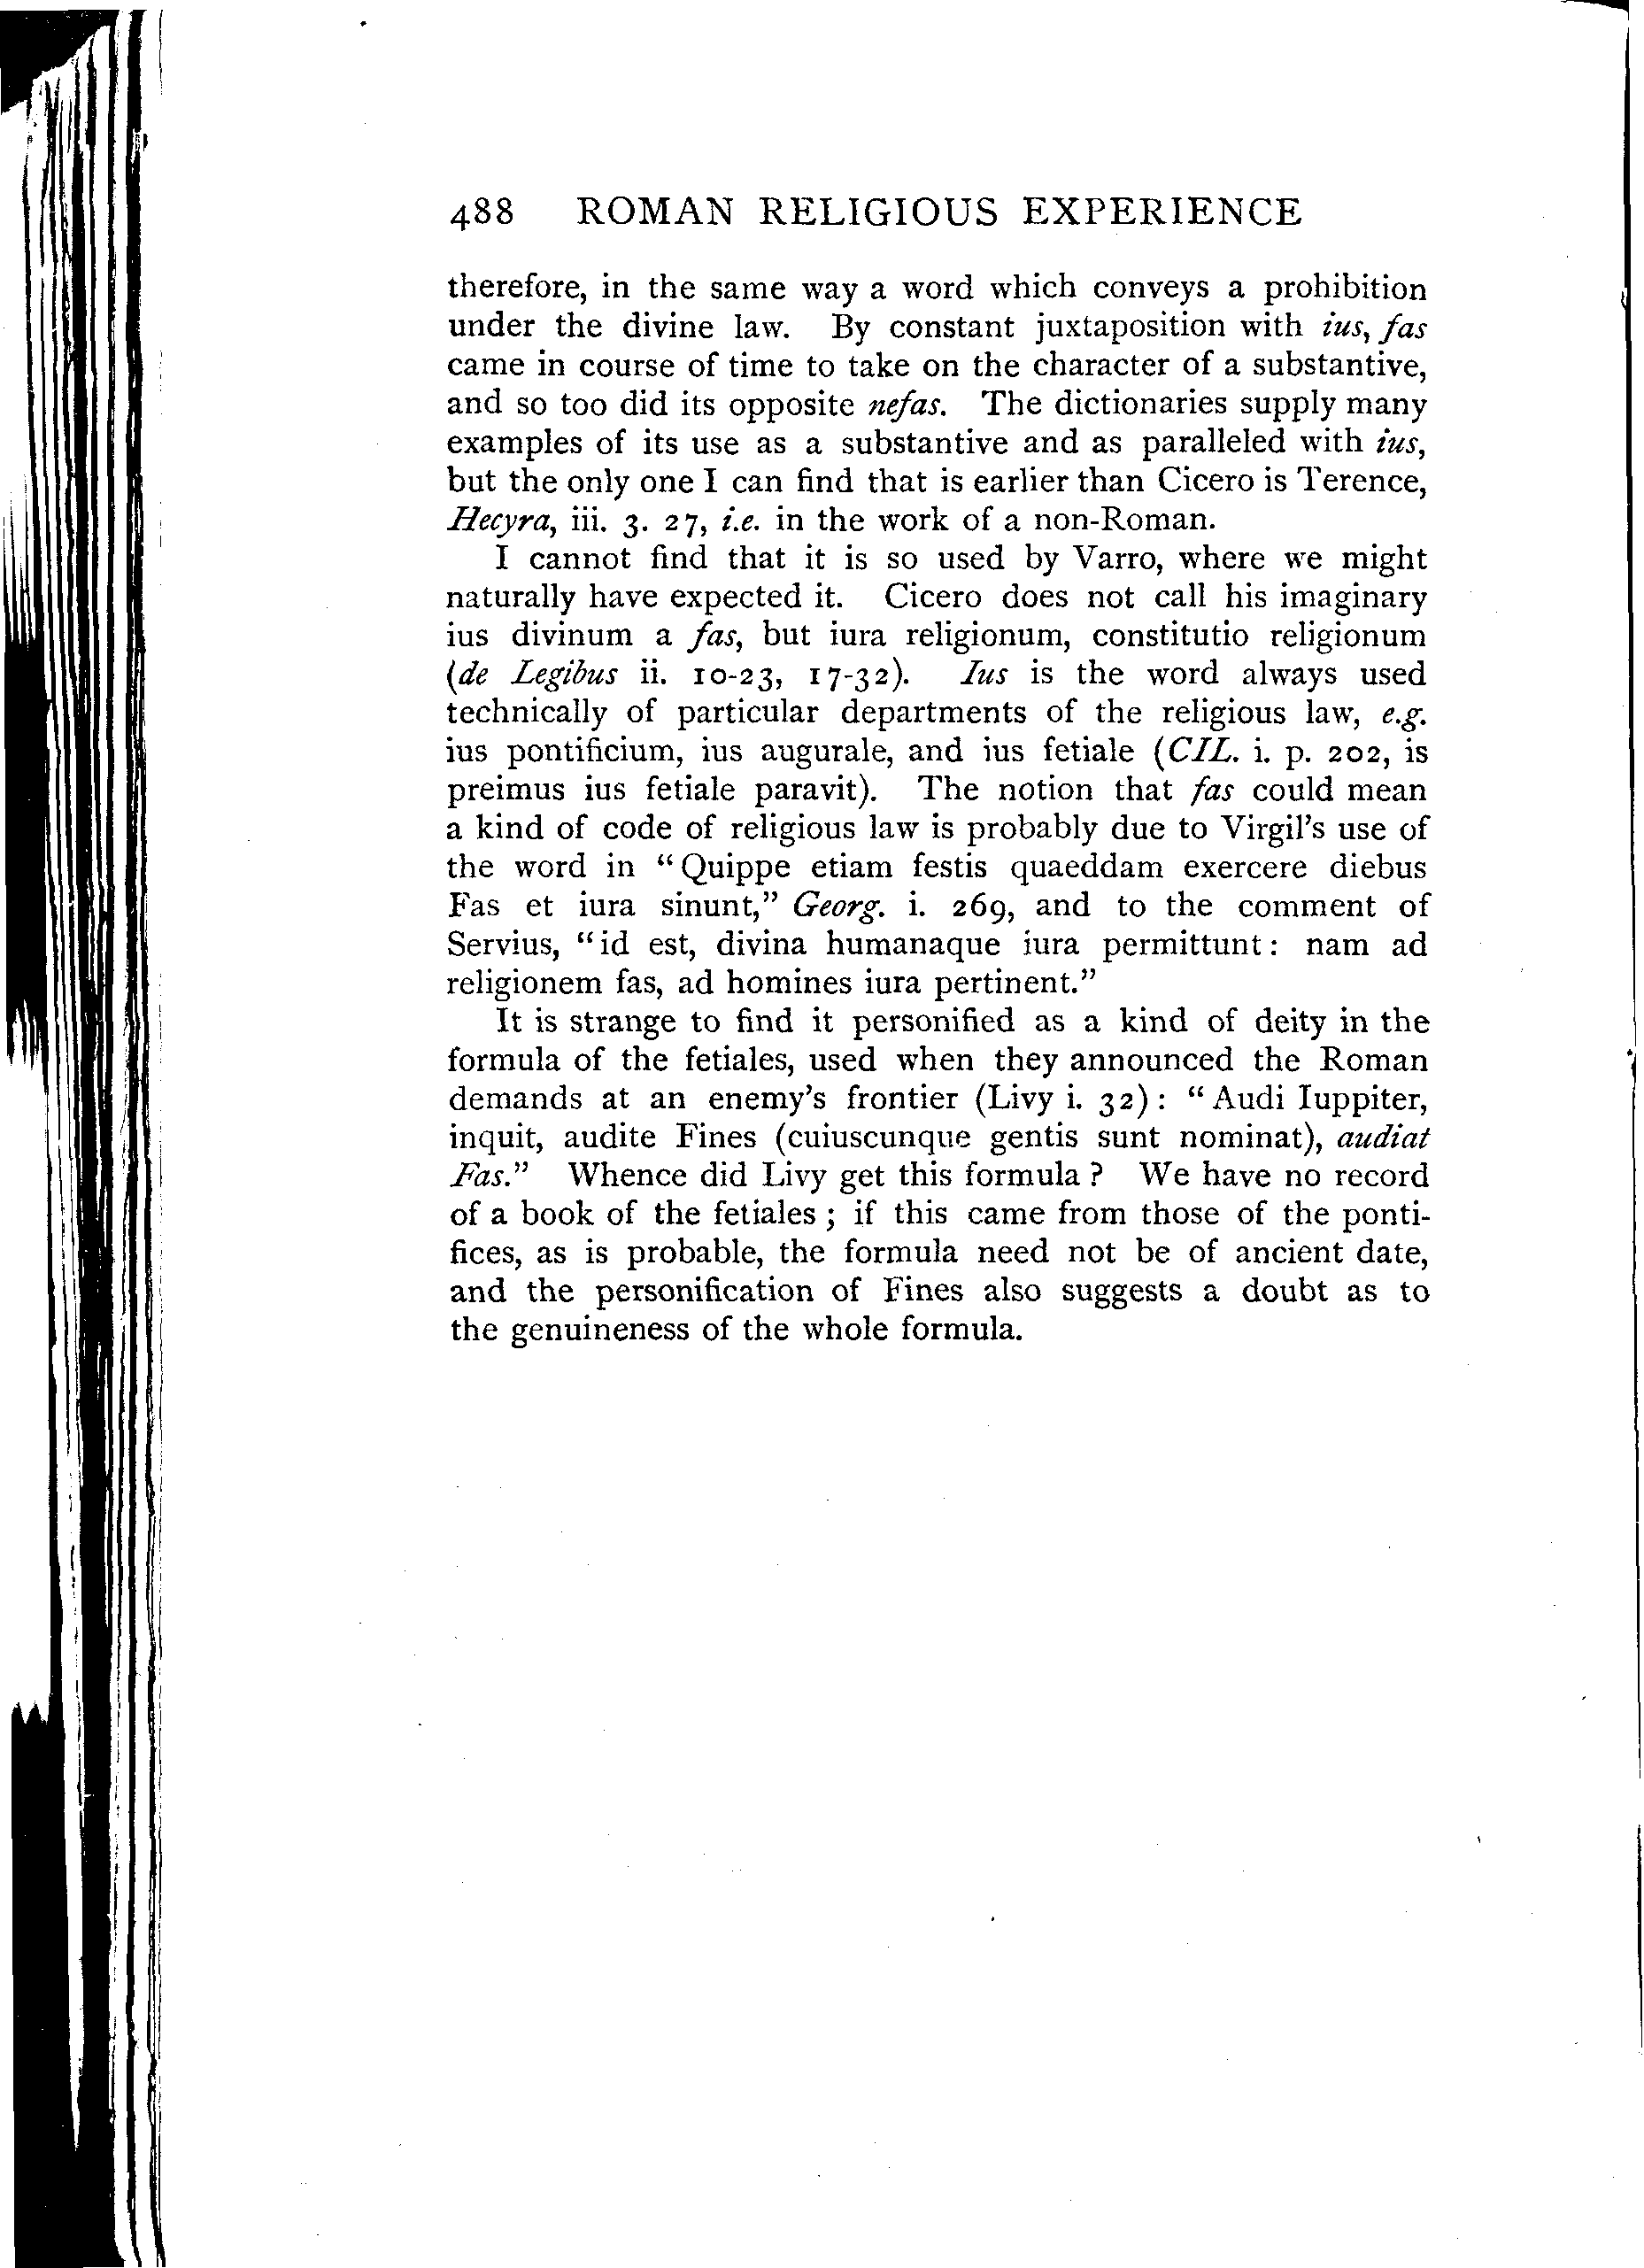 488 ROMAN RELIGIOUS EXPERIENCE
therefore, in the same way a word which conveys a prohibition
under the divine law. By constant juxtaposition with ius, fas
came in course of time to take on the character of a substantive,
and so too did its opposite nefas. The dictionaries supply many
examples of its use as a substantive and as paralleled with ius,
but the only one I can find that is earlier than Cicero is Terence,
Hecyra, iii. 3. 27, i.e. in the work of a non-Roman.
I cannot find that it is so used by Varro, where we might
naturally have expected it. Cicero does not call his imaginary
ius divinum a fas, but iura religionum, constitutio religionum
(de Legibus ii. 10-23, 17-32). Ius is the word always used
technically of particular departments of the religious law, e.g.
ius pontificium, ius augurale, and ius fetiale (CIL. i. p. 202, is
preimus ius fetiale paravit). The notion that fas could mean
a kind of code of religious law is probably due to Virgil's use of
the word in "Quippe etiam festis quaeddam exercere diebus
Fas et iura sinunt," Georg. i. 269, and to the comment of
Servius, "id est, divina humanaque iura permittunt: nam ad
religionem fas, ad homines iura pertinent."
It is strange to find it personified as a kind of deity in the
formula of the fetiales, used when they announced the Roman
demands at an enemy's frontier (Livy i. 32): "Audi Iuppiter,
inquit, audite Fines (cuiuscunque gentis sunt nominat), audiat
Fas." Whence did Livy get this formula? We have no record
of a book of the fetiales; if this came from those of the ponti-
fices, as is probable, the formula need not be of ancient date,
and the personification of Fines also suggests a doubt as to
the genuineness of the whole formula.